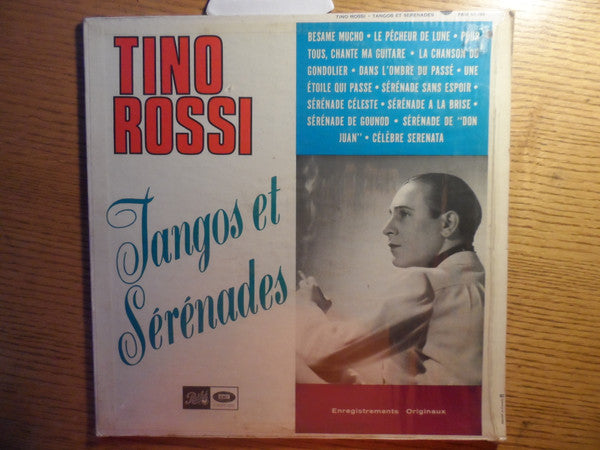 TINO ROSSI - TANGOS ET SÉRÉNADES
TINO
ROSSI
BESAME MUCHO • LE PÊCHEUR DE LUNE • POUR
TOUS, CHANTE MA GUITARE • LA CHANSON DU
GONDOLIER • DANS L'OMBRE DU PASSÉ • UNE
ÉTOILE QUI PASSE • SÉRÉNADE SANS ESPOIR •
SÉRÉNADE CÉLESTE • SÉRÉNADE A LA BRISE •
SÉRÉNADE DE GOUNOD • SÉRÉNADE DE "DON
JUAN" • CÉLÈBRE SERENATA
Tangos et
Sérénades
Pathé
EMI
Enregistrements Originaux